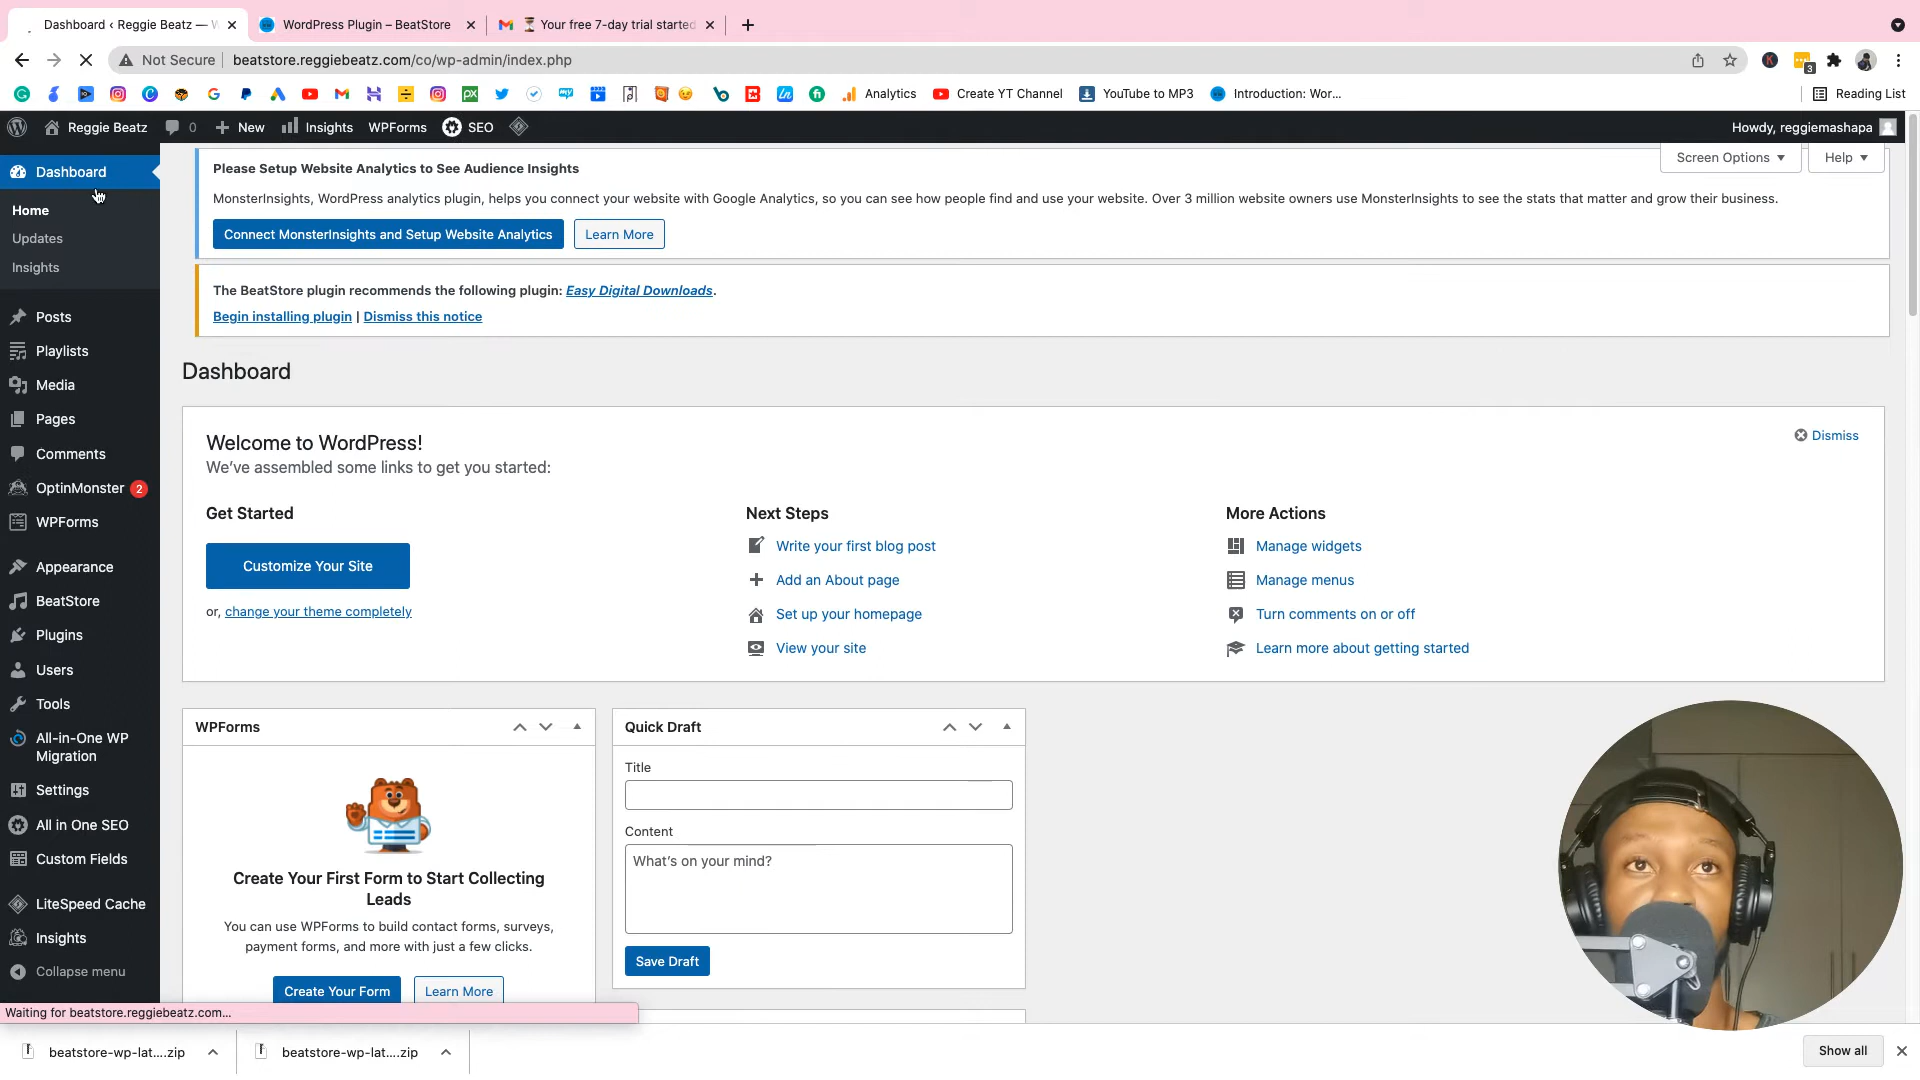 Dashboard ‹ Reggie Beatz — W
WordPress Plugin – BeatStore
Your free 7-day trial started
Not Secure
beatstore.reggiebeatz.com/co/wp-admin/index.php
3
Analytics
Create YT Channel
YouTube to MP3
Introduction: Wor...
Reading List
Reggie Beatz
0
New
Insights
WPForms
SEO
Howdy, reggiemashapa
Dashboard
Home
Updates
Insights
Posts
Playlists
Media
Pages
Comments
OptinMonster 2
WPForms
Appearance
BeatStore
Plugins
Users
Tools
All-in-One WP
Migration
Settings
All in One SEO
Custom Fields
LiteSpeed Cache
Insights
Collapse menu
Screen Options
Help
Please Setup Website Analytics to See Audience Insights
MonsterInsights, WordPress analytics plugin, helps you connect your website with Google Analytics, so you can see how people find and use your website. Over 3 million website owners use MonsterInsights to see the stats that matter and grow their business.
Connect MonsterInsights and Setup Website Analytics
Learn More
The BeatStore plugin recommends the following plugin: Easy Digital Downloads.
Begin installing plugin | Dismiss this notice
Dashboard
Welcome to WordPress!
We've assembled some links to get you started:
Dismiss
Get Started
Customize Your Site
or, change your theme completely
Next Steps
Write your first blog post
Add an About page
Set up your homepage
View your site
More Actions
Manage widgets
Manage menus
Turn comments on or off
Learn more about getting started
WPForms
Create Your First Form to Start Collecting
Leads
You can use WPForms to build contact forms, surveys,
payment forms, and more with just a few clicks.
Create Your Form
Learn More
Quick Draft
Title
Content
What's on your mind?
Save Draft
Waiting for beatstore.reggiebeatz.com...
beatstore-wp-lat....zip
beatstore-wp-lat....zip
Show all